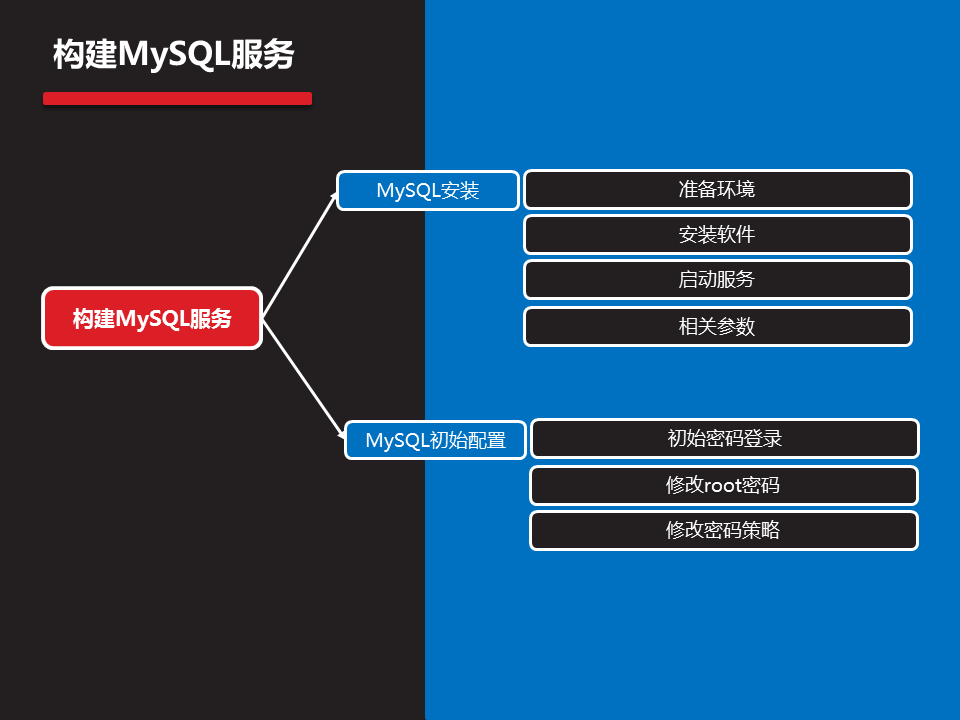 构建MySQL服务
构建MySQL服务
MySQL安装
准备环境
安装软件
启动服务
相关参数
MySQL初始配置
初始密码登录
修改root密码
修改密码策略